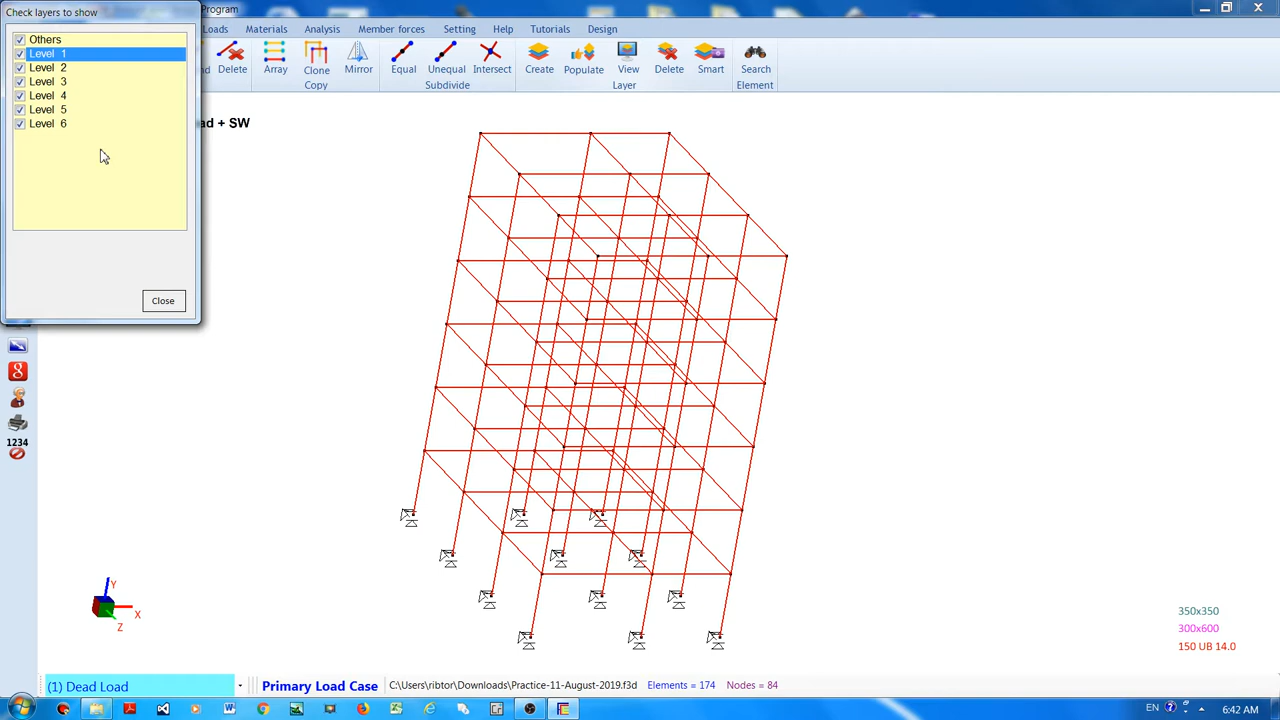 Check layers to show
Program
Loads Materials Analysis Member forces Setting Help Tutorials Design
Others
Level 1
Level 2
Level 3
Level 4
Level 5
Level 6
Close
Delete Array Clone Mirror Equal Unequal Intersect Create Populate View Delete Smart Search
Copy Subdivide Layer Element
ad + SW
1234
Y
X
Z
350x350
300x600
150 UB 14.0
(1) Dead Load Primary Load Case C:\Users\ribtor\Downloads\Practice-11-August-2019.f3d Elements = 174 Nodes = 84
EN 6:42 AM